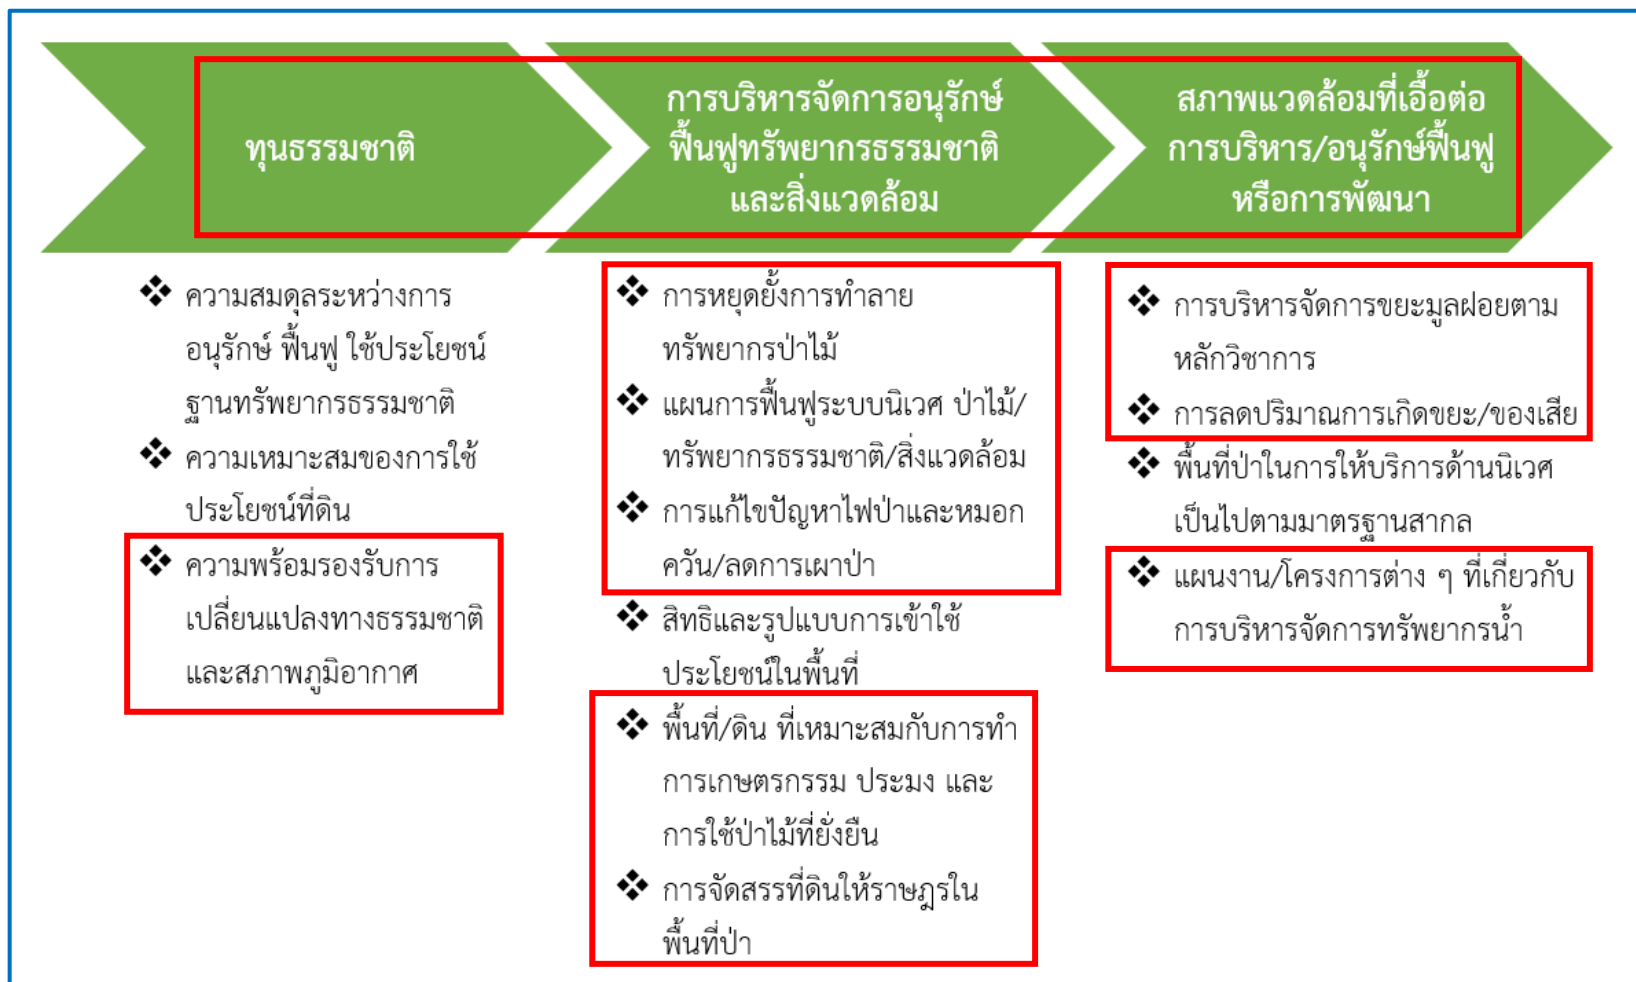 ทุนธรรมชาติ
การบริหารจัดการอนุรักษ์
ฟื้นฟูทรัพยากรธรรมชาติ
และสิ่งแวดล้อม
สภาพแวดล้อมที่เอื้อต่อ
การบริหาร/อนุรักษ์ฟื้นฟู
หรือการพัฒนา
❖ ความสมดุลระหว่างการ
อนุรักษ์ ฟื้นฟู ใช้ประโยชน์
ฐานทรัพยากรธรรมชาติ
❖ ความเหมาะสมของการใช้
ประโยชน์ที่ดิน
❖ ความพร้อมรองรับการ
เปลี่ยนแปลงทางธรรมชาติ
และสภาพภูมิอากาศ
❖ การหยุดยั้งการทำลาย
ทรัพยากรป่าไม้
❖ แผนการฟื้นฟูระบบนิเวศ ป่าไม้/
ทรัพยากรธรรมชาติ/สิ่งแวดล้อม
❖ การแก้ไขปัญหาไฟป่าและหมอก
ควัน/ลดการเผาป่า
❖ สิทธิและรูปแบบการเข้าใช้
ประโยชน์ในพื้นที่
❖ พื้นที่/ดิน ที่เหมาะสมกับการทำ
การเกษตรกรรม ประมง และ
การใช้ป่าไม้ที่ยั่งยืน
❖ การจัดสรรที่ดินให้ราษฎรใน
พื้นที่ป่า
❖ การบริหารจัดการขยะมูลฝอยตาม
หลักวิชาการ
❖ การลดปริมาณการเกิดขยะ/ของเสีย
❖ พื้นที่ป่าในการให้บริการด้านนิเวศ
เป็นไปตามมาตรฐานสากล
❖ แผนงาน/โครงการต่าง ๆ ที่เกี่ยวกับ
การบริหารจัดการทรัพยากรน้ำ